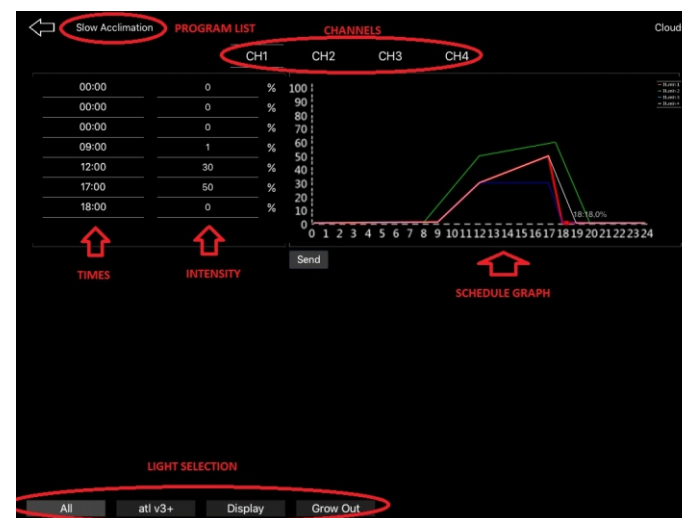 Slow Acclimation PROGRAM LIST CHANNELS Cloud
CH1 CH2 CH3 CH4
00:00 0 %
00:00 0 %
00:00 0 %
09:00 1 %
12:00 30 %
17:00 50 %
18:00 0 %
100
90
80
70
60
50
40
30
20
10
0
18:18.0%
0 1 2 3 4 5 6 7 8 9 10 11 12 13 14 15 16 17 18 19 20 21 22 23 24
TIMES INTENSITY
Send
SCHEDULE GRAPH
LIGHT SELECTION
All atl v3+ Display Grow Out